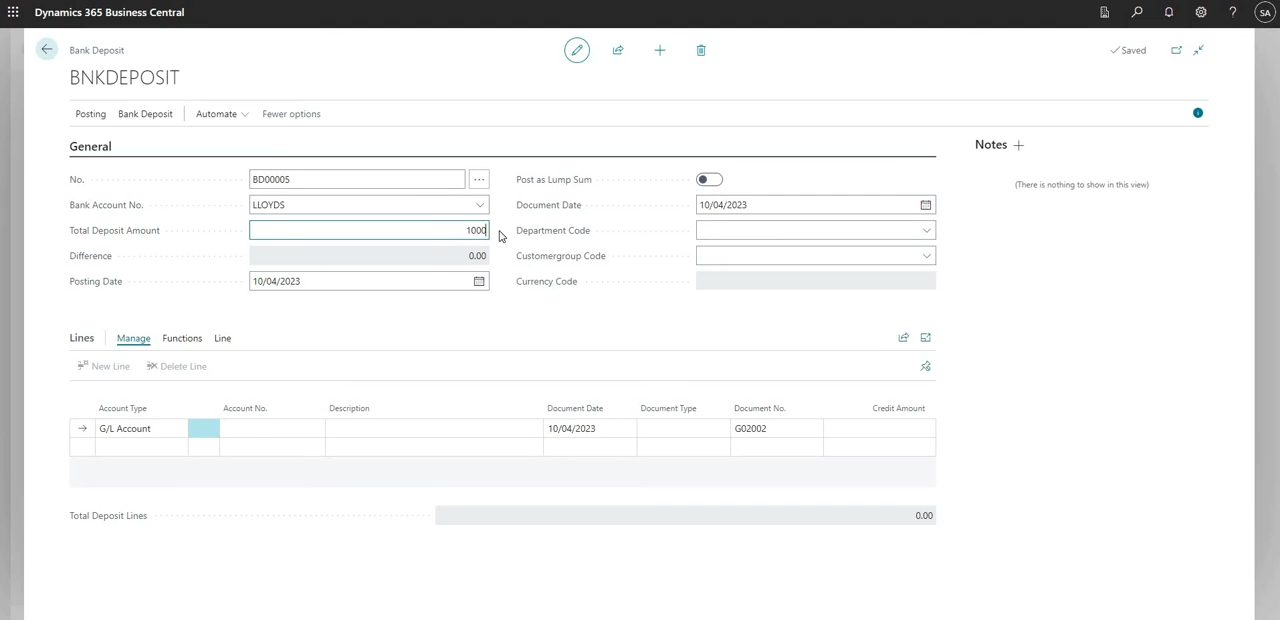 Dynamics 365 Business Central
SA
Bank Deposit
Saved
BNKDEPOSIT
Posting Bank Deposit Automate Fewer options
General
Notes
No. BD00005 Post as Lump Sum
(There is nothing to show in this view)
Bank Account No. LLOYDS Document Date 10/04/2023
Total Deposit Amount 1000 Department Code
Difference 0.00 Customergroup Code
Posting Date 10/04/2023 Currency Code
Lines Manage Functions Line
New Line Delete Line
Account Type Account No. Description Document Date Document Type Document No. Credit Amount
G/L Account 10/04/2023 G02002
Total Deposit Lines 0.00